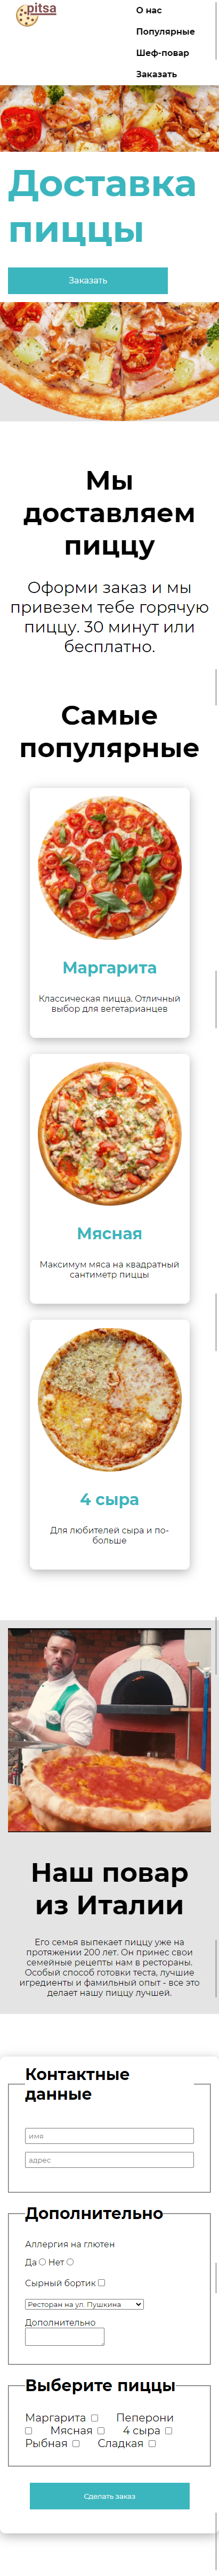 pitsa
О нас
Популярные
Шеф-повар
Заказать
Доставка
пиццы
Заказать
Мы
доставляем
пиццу
Оформи заказ и мы
привезем тебе горячую
пиццу. 30 минут или
бесплатно.
Самые
популярные
Маргарита
Классическая пицца. Отличный
выбор для вегетарианцев
Мясная
Максимум мяса на квадратный
сантиметр пиццы
4 сыра
Для любителей сыра и по-
больше
Наш повар
из Италии
Его семья выпекает пиццу уже на
протяжении 200 лет. Он принес свои
семейные рецепты нам в рестораны.
Особый способ готовки теста, лучшие
игредиенты и фамильный опыт - все это
делает нашу пиццу лучшей.
Контактные
данные
имя
адрес
Дополнительно
Аллергия на глютен
Да Нет
Сырный бортик
Ресторан на ул. Пушкина
Дополнительно
Выберите пиццы
Маргарита Пеперони
Мясная 4 сыра
Рыбная Сладкая
Сделать заказ